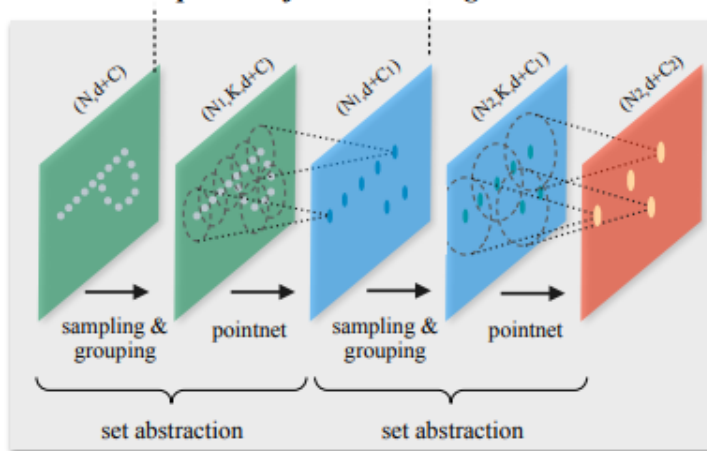 (N,d+C)
(N1,K,d+C)
(N1,d+C1)
(N2,K,d+C1)
(N2,d+C2)
sampling &
grouping
pointnet
sampling &
grouping
pointnet
set abstraction
set abstraction